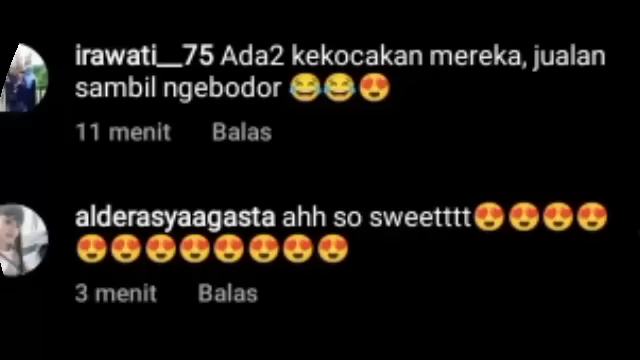 irawati__75 Ada2 kekocakan mereka, jualan
sambil ngebodor 😂😂😍
11 menit Balas
alderasyaagasta ahh so sweetttt😍😍😍😍
😍😍😍😍😍😍😍😍
3 menit Balas